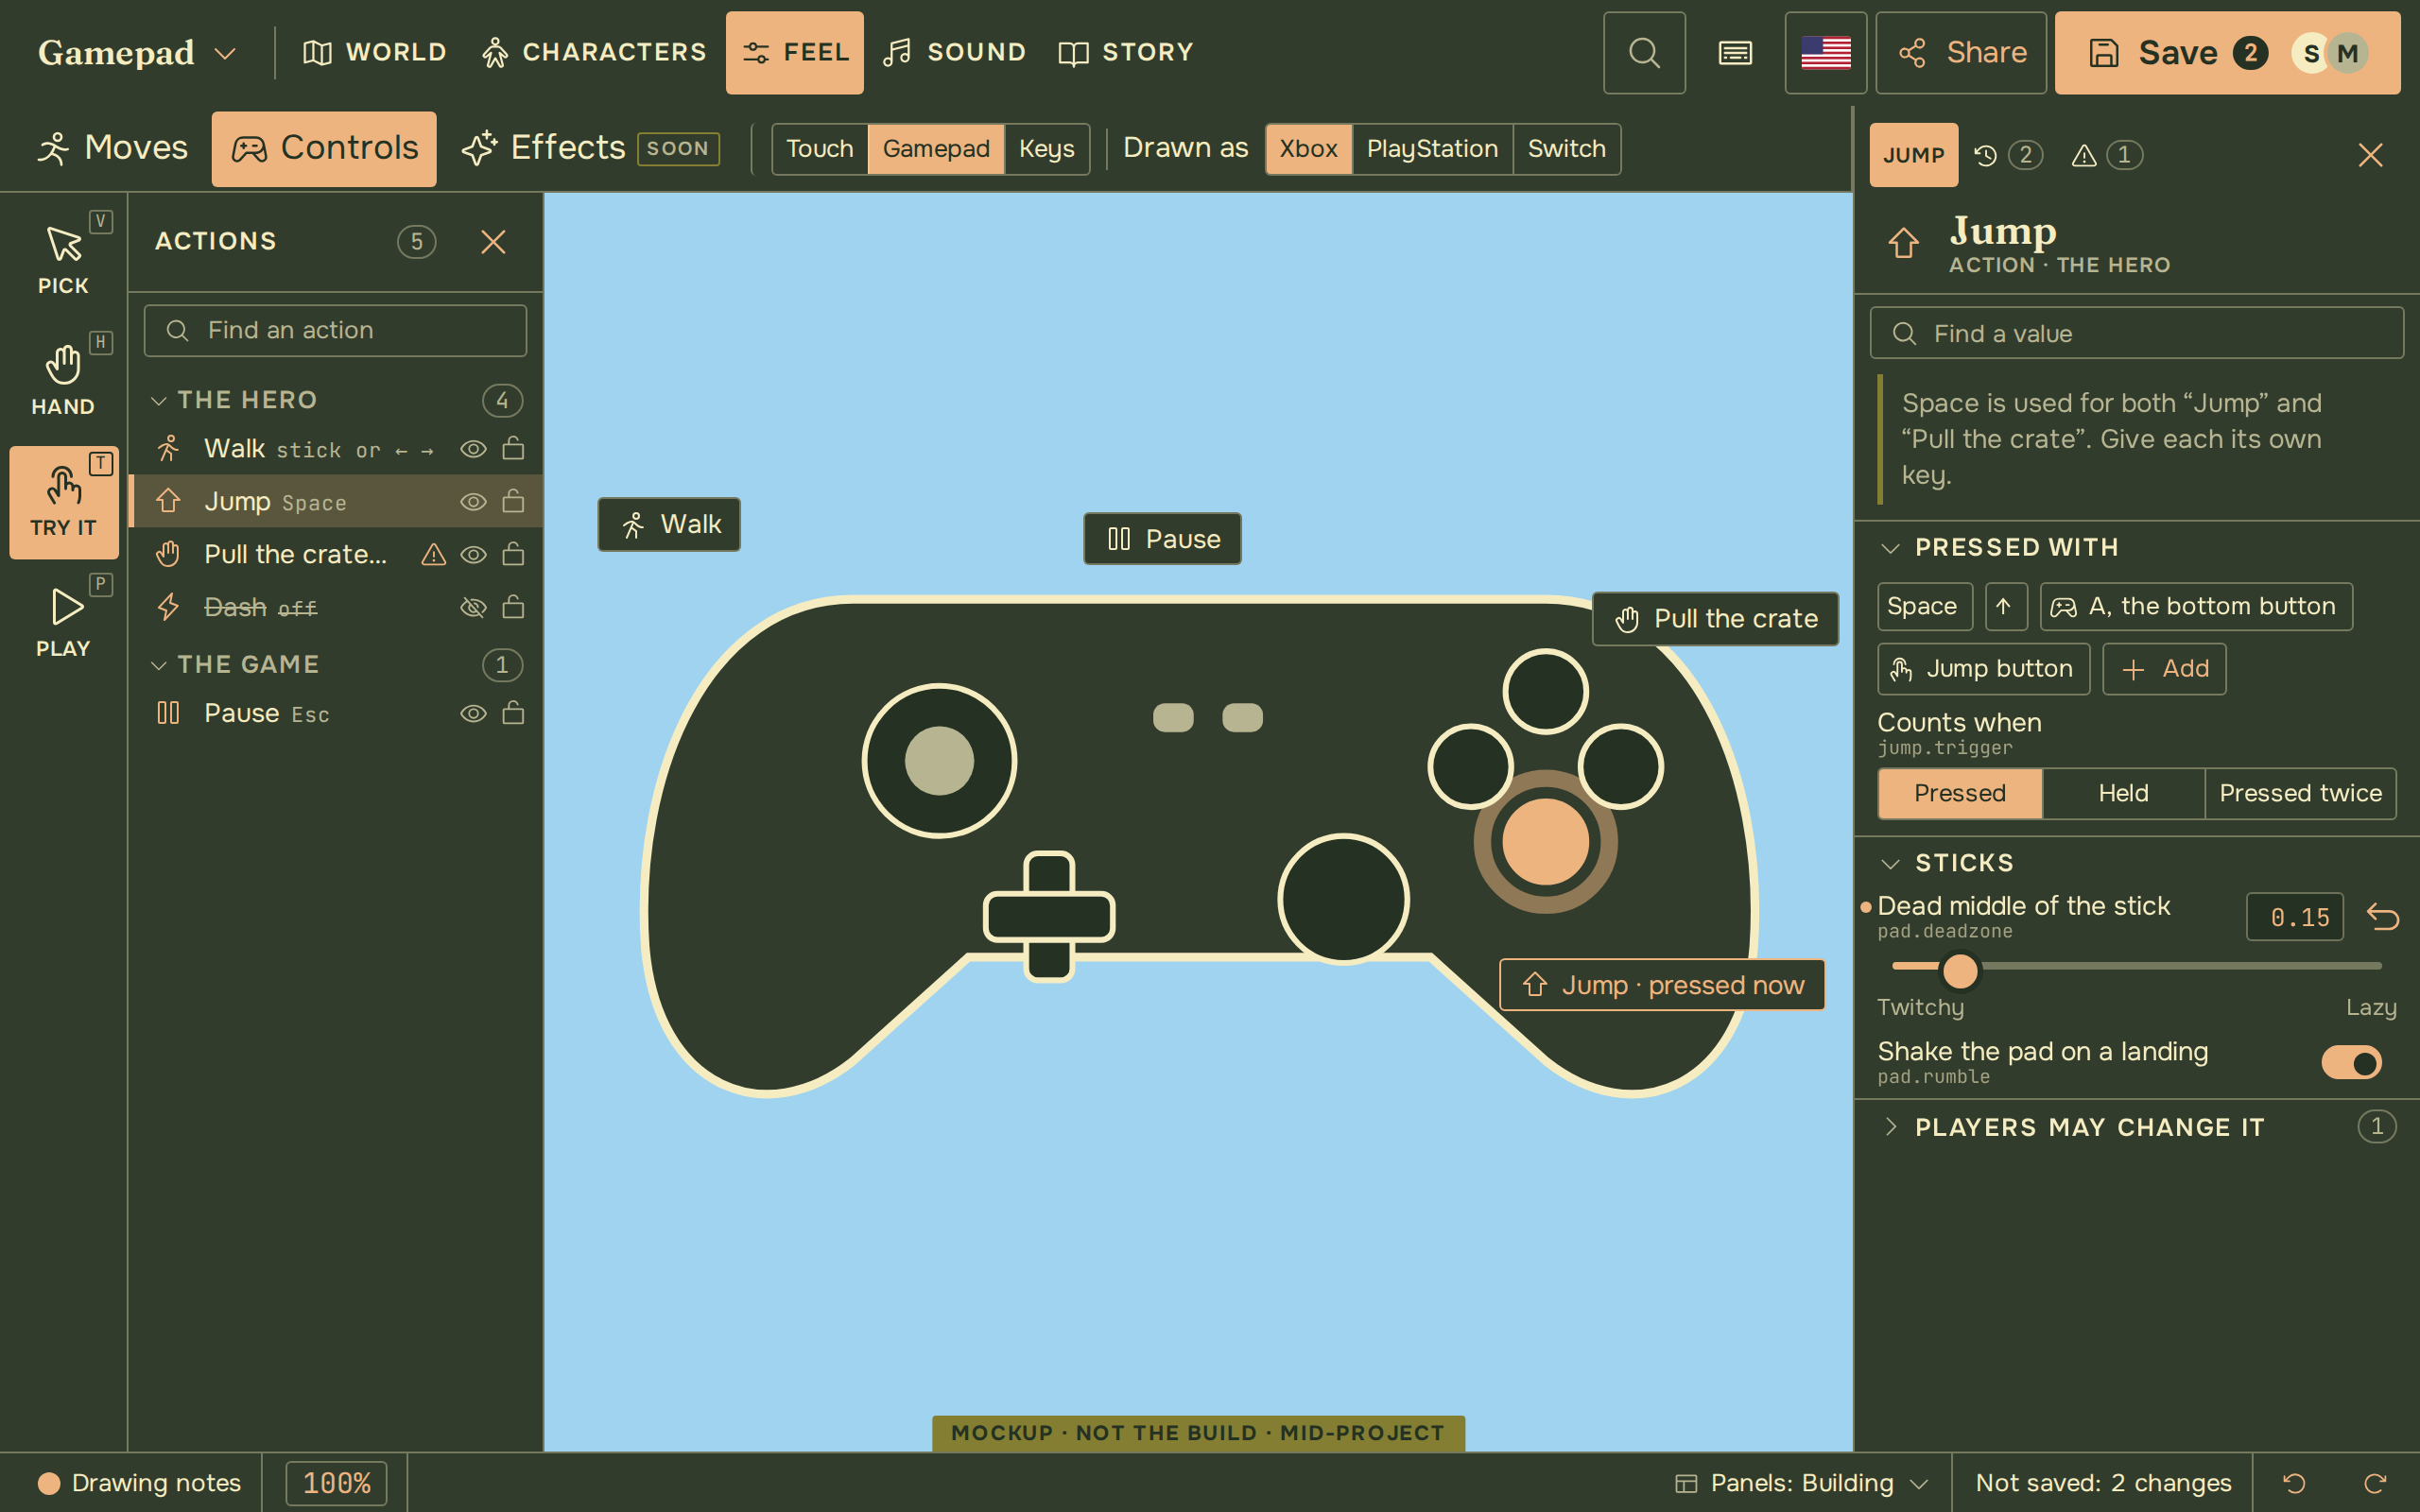 Gamepad
WORLD
CHARACTERS
FEEL
SOUND
STORY
Share
Save 2
S M
Moves
Controls
Effects SOON
Touch Gamepad Keys
Drawn as
Xbox PlayStation Switch
JUMP
2
1
V
PICK
H
HAND
T
TRY IT
P
PLAY
ACTIONS 5
Find an action
THE HERO 4
Walk stick or ← →
Jump Space
Pull the crate…
Dash off
THE GAME 1
Pause Esc
Walk
Pause
Pull the crate
Jump · pressed now
MOCKUP · NOT THE BUILD · MID-PROJECT
Jump
ACTION · THE HERO
Find a value
Space is used for both “Jump” and
“Pull the crate”. Give each its own
key.
PRESSED WITH
Space ↑ A, the bottom button
Jump button Add
Counts when
jump.trigger
Pressed Held Pressed twice
STICKS
Dead middle of the stick 0.15
pad.deadzone
Twitchy Lazy
Shake the pad on a landing
pad.rumble
PLAYERS MAY CHANGE IT 1
Drawing notes
100%
Panels: Building
Not saved: 2 changes